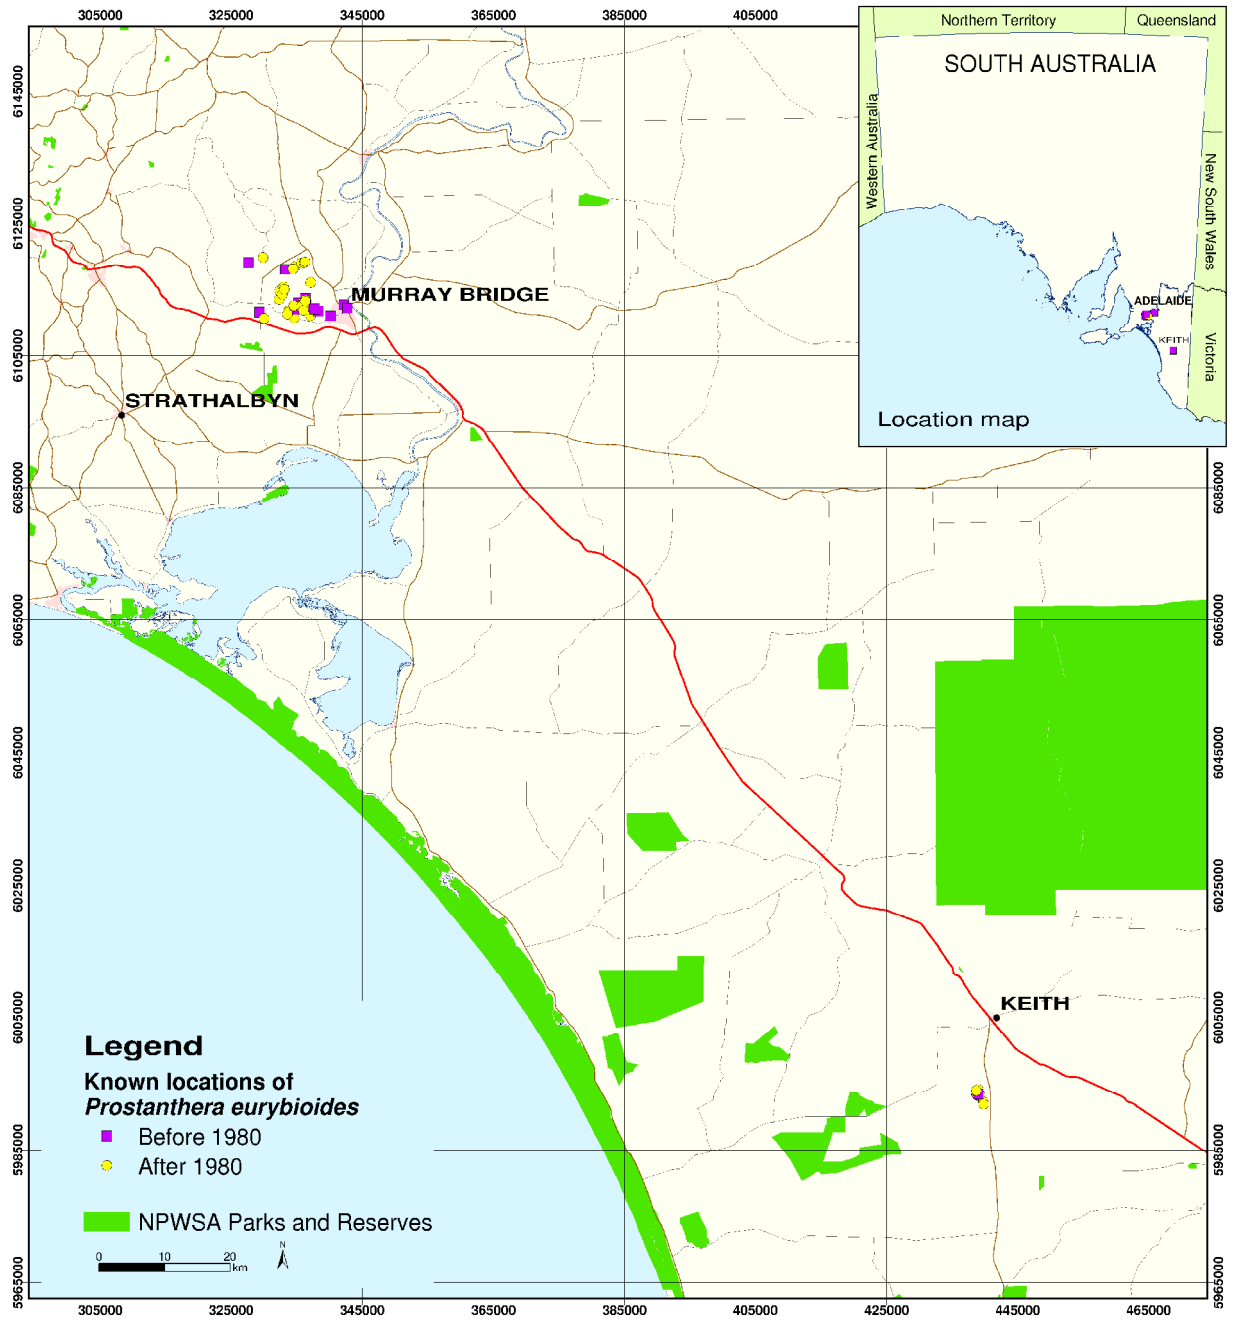 305000 325000 345000 365000 385000 405000
Northern Territory Queensland
SOUTH AUSTRALIA
Western Australia
New South Wales
Victoria
ADELAIDE
KEITH
Location map
6145000
6125000
6105000
6085000
6065000
6045000
6025000
6005000
5985000
5965000
MURRAY BRIDGE
STRATHALBYN
KEITH
6085000
6065000
6045000
6025000
6005000
5985000
5965000
Legend
Known locations of
Prostanthera eurybioides
Before 1980
After 1980
NPWSA Parks and Reserves
0 10 20
km
N
305000 325000 345000 365000 385000 405000 425000 445000 465000